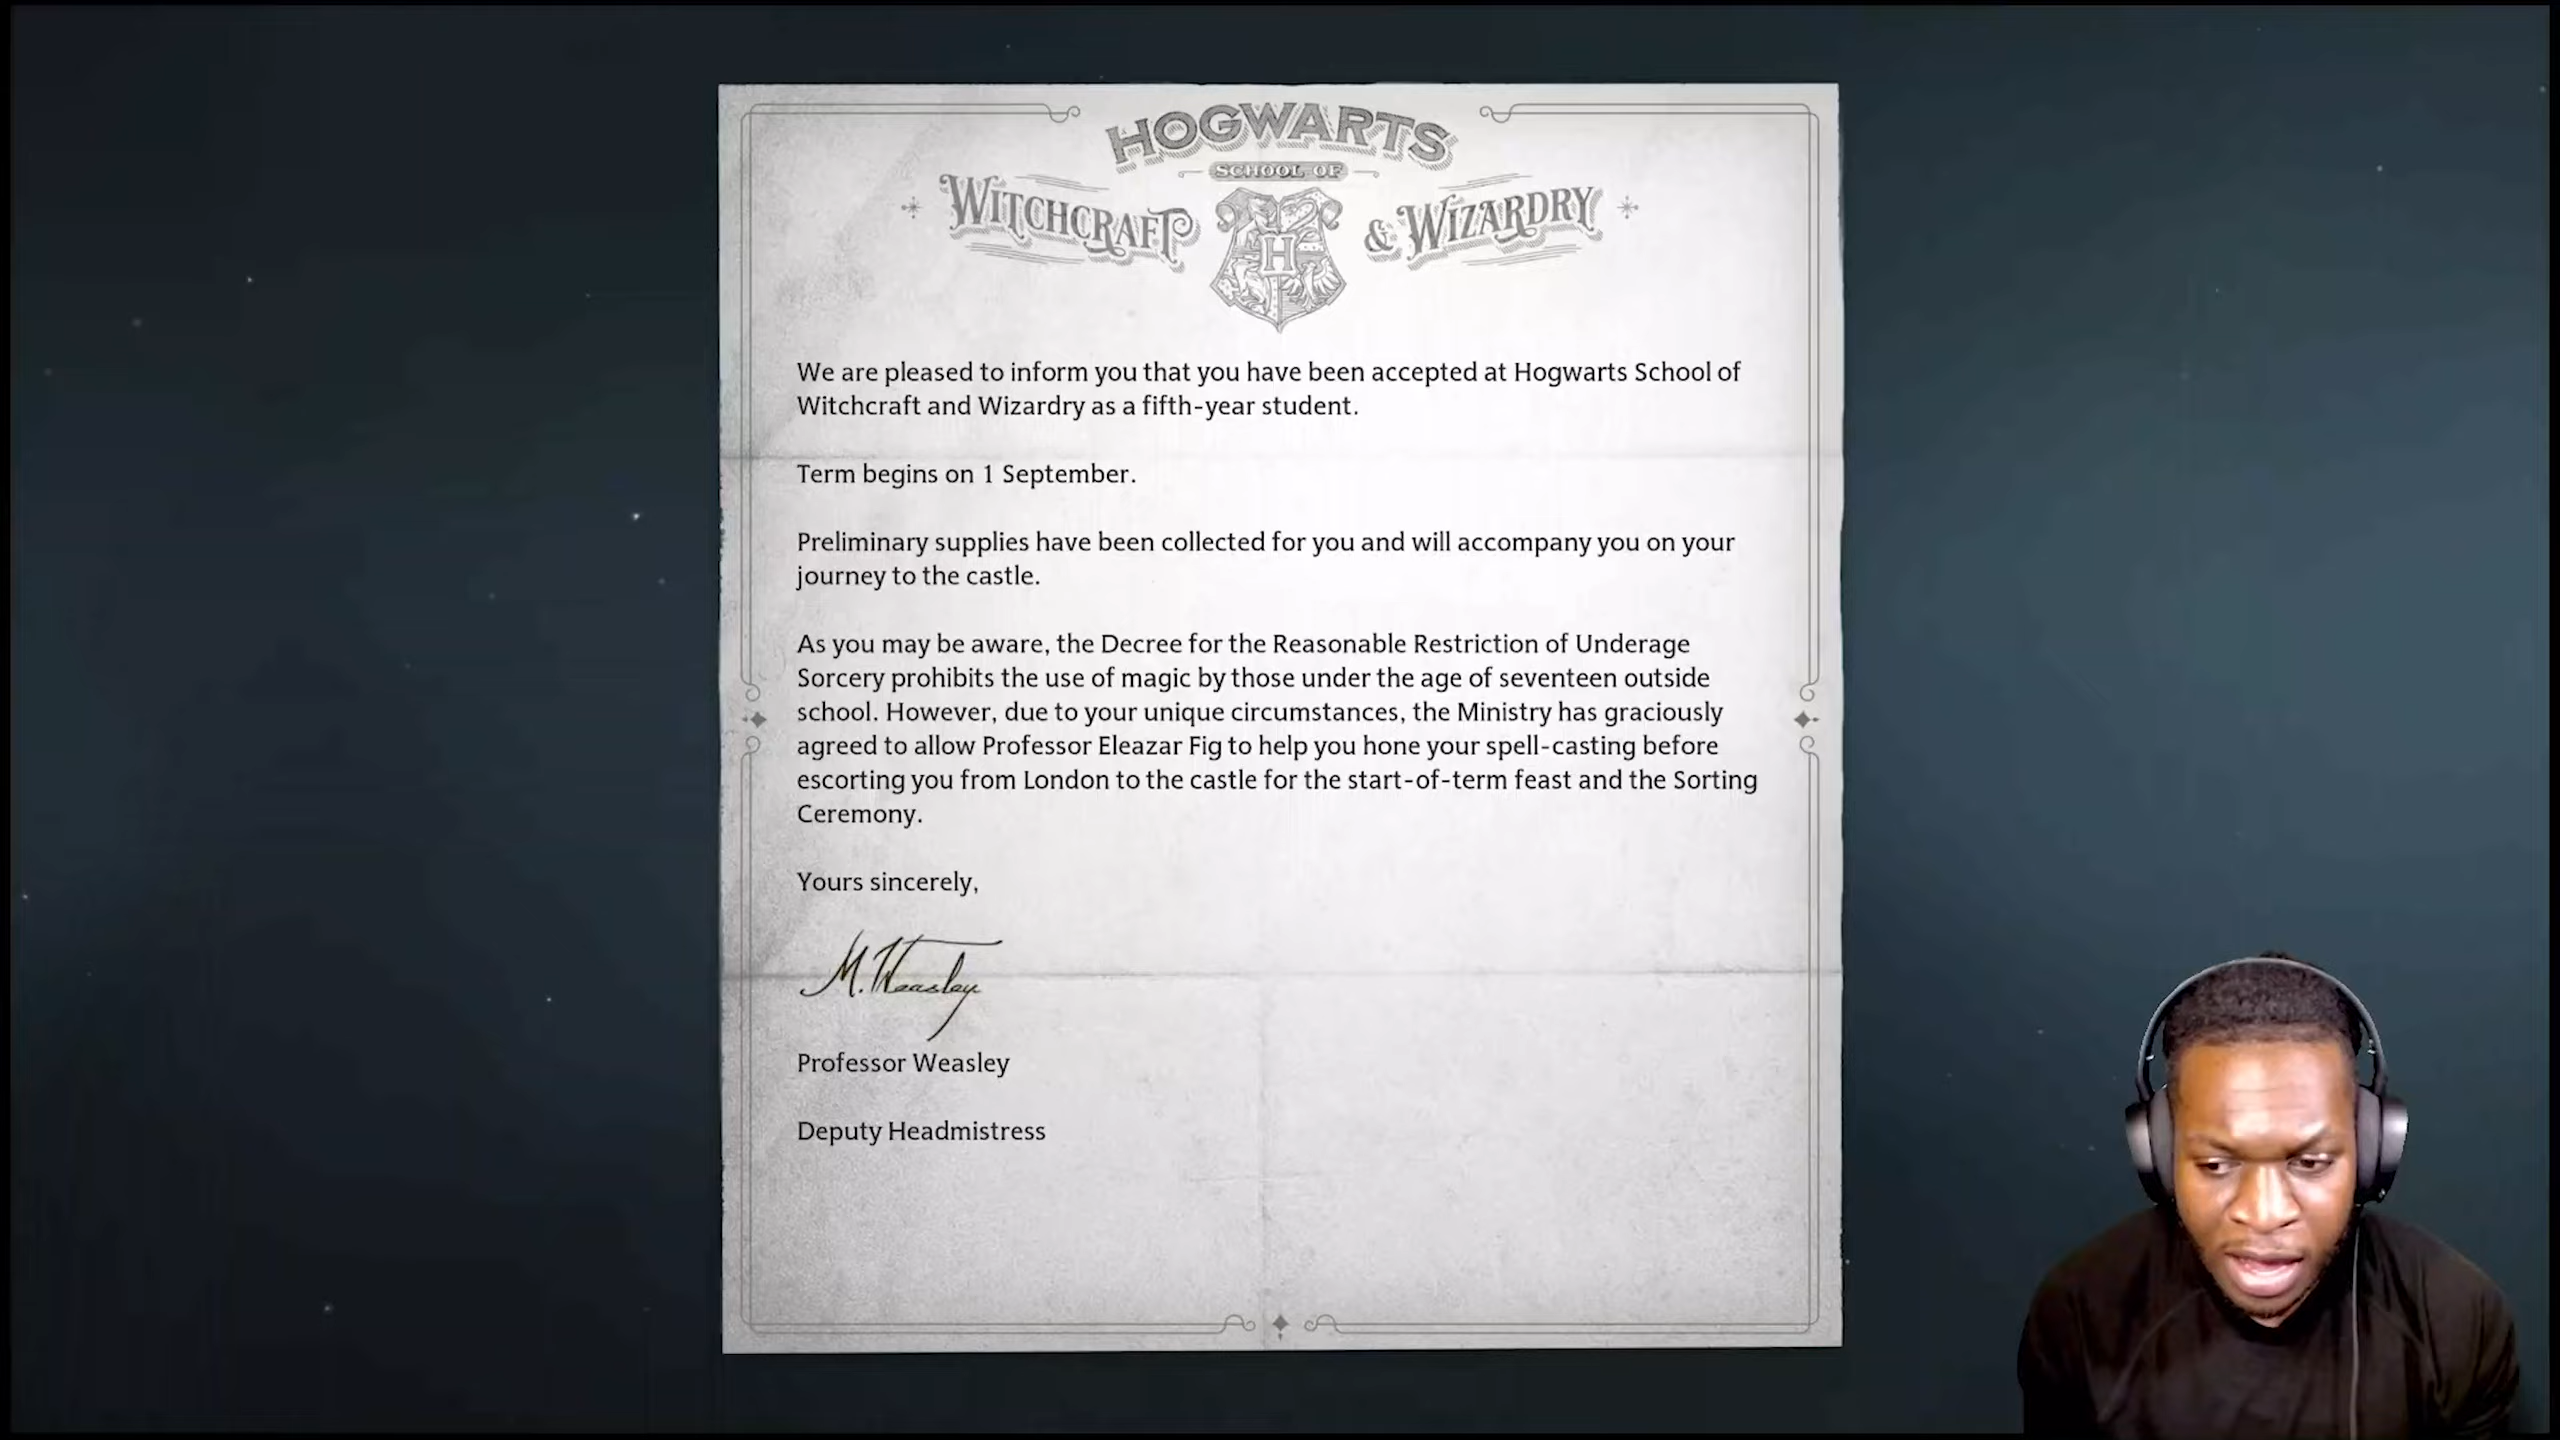 HOGWARTS
SCHOOL OF
WITCHCRAFT & WIZARDRY
H
We are pleased to inform you that you have been accepted at Hogwarts School of
Witchcraft and Wizardry as a fifth-year student.
Term begins on 1 September.
Preliminary supplies have been collected for you and will accompany you on your
journey to the castle.
As you may be aware, the Decree for the Reasonable Restriction of Underage
Sorcery prohibits the use of magic by those under the age of seventeen outside
school. However, due to your unique circumstances, the Ministry has graciously
agreed to allow Professor Eleazar Fig to help you hone your spell-casting before
escorting you from London to the castle for the start-of-term feast and the Sorting
Ceremony.
Yours sincerely,
M. Weasley
Professor Weasley
Deputy Headmistress